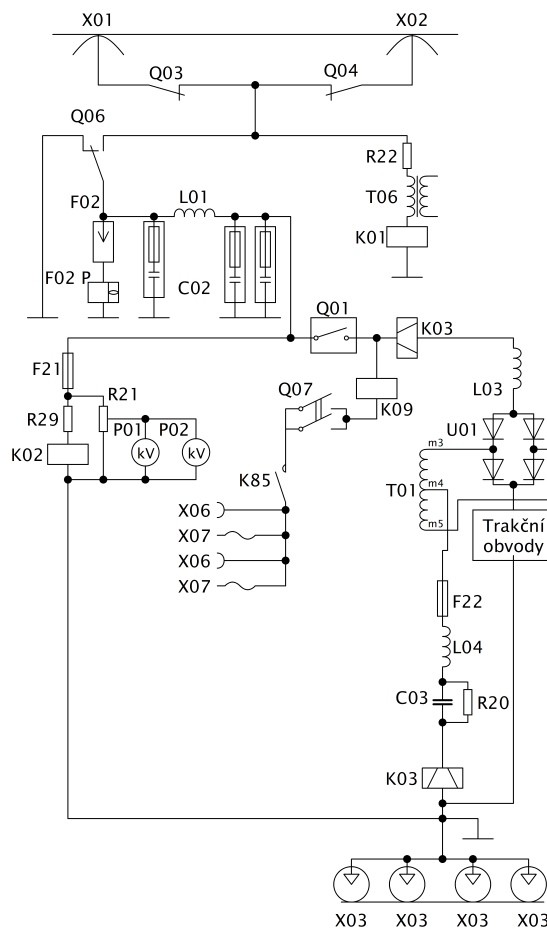 X01 X02
Q03 Q04
Q06
R22
F02 L01 T06
K01
F02 P C02
Q01
K03
F21
L03
R21 Q07
R29 K09
P01 P02 U01
m3
K02 kV kV
K85 T01 m4
X06 m5
X07 Trakční
obvody
X06
X07
F22
L04
C03 R20
K03
X03 X03 X03 X03